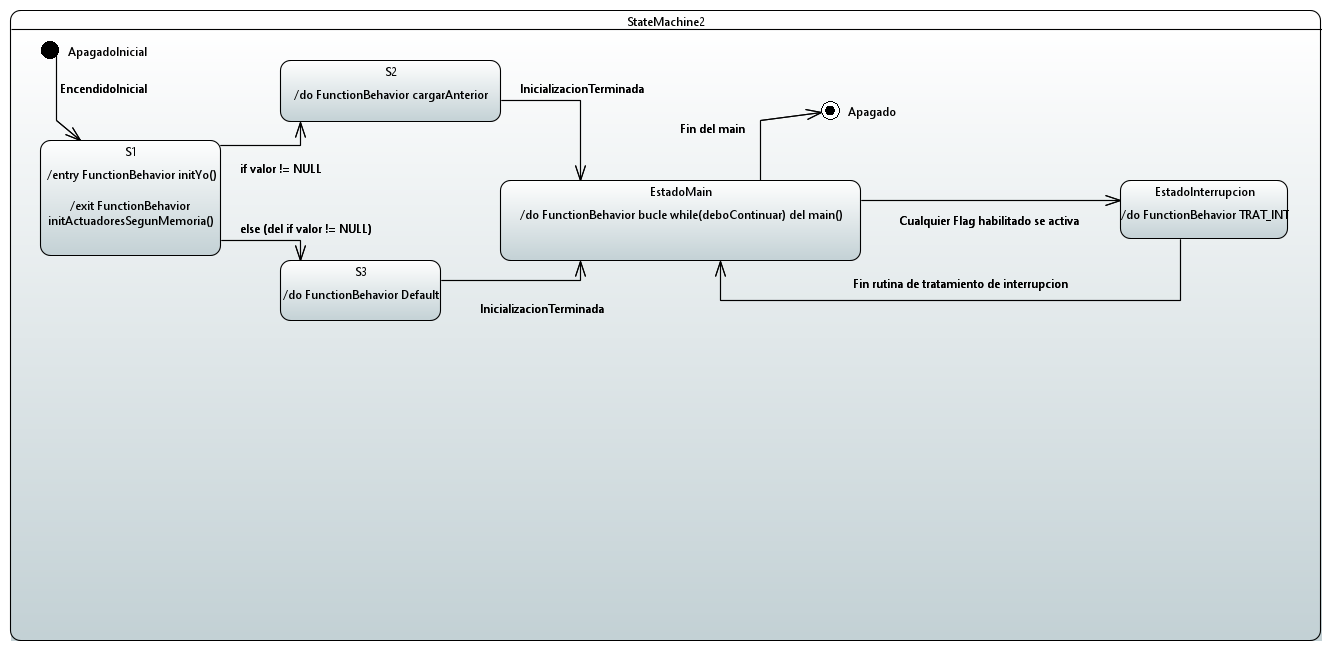 StateMachine2
ApagadoInicial
EncendidoInicial
S1
/entry FunctionBehavior initYo()
/exit FunctionBehavior
initActuadoresSegunMemoria()
if valor != NULL
else (del if valor != NULL)
S2
/do FunctionBehavior cargarAnterior
S3
/do FunctionBehavior Default
InicializacionTerminada
InicializacionTerminada
EstadoMain
/do FunctionBehavior bucle while(deboContinuar) del main()
Fin del main
Apagado
Cualquier Flag habilitado se activa
EstadoInterrupcion
/do FunctionBehavior TRAT_INT
Fin rutina de tratamiento de interrupcion